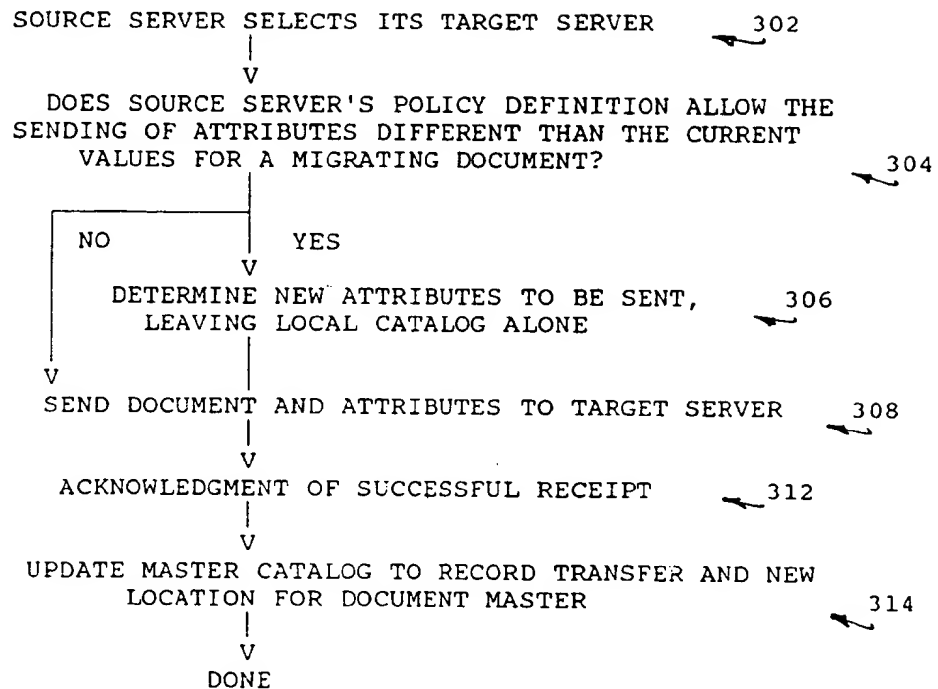 SOURCE SERVER SELECTS ITS TARGET SERVER 302
V
DOES SOURCE SERVER'S POLICY DEFINITION ALLOW THE
SENDING OF ATTRIBUTES DIFFERENT THAN THE CURRENT
VALUES FOR A MIGRATING DOCUMENT? 304
NO YES
V
DETERMINE NEW ATTRIBUTES TO BE SENT, 306
LEAVING LOCAL CATALOG ALONE
V
SEND DOCUMENT AND ATTRIBUTES TO TARGET SERVER 308
V
ACKNOWLEDGMENT OF SUCCESSFUL RECEIPT 312
V
UPDATE MASTER CATALOG TO RECORD TRANSFER AND NEW
LOCATION FOR DOCUMENT MASTER 314
V
DONE